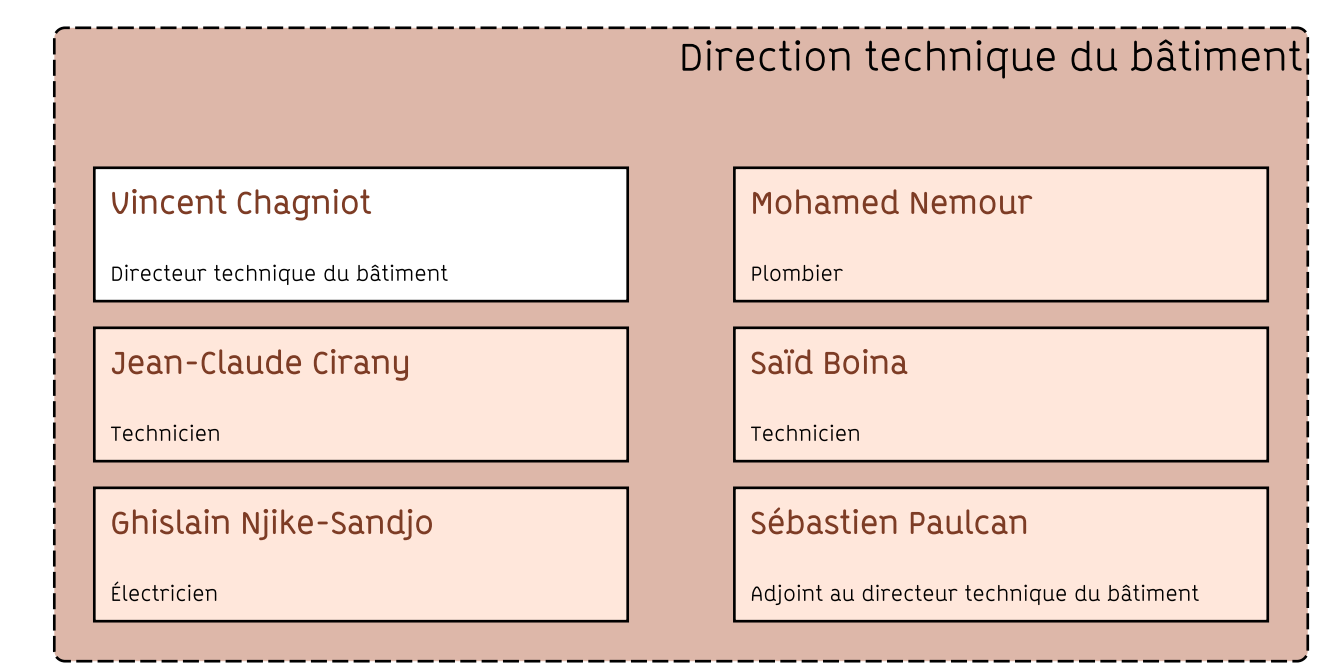 Direction technique du bâtiment
Vincent Chagniot
Directeur technique du bâtiment
Mohamed Nemour
Plombier
Jean-Claude Cirany
Technicien
Saïd Boina
Technicien
Ghislain Njike-Sandjo
Électricien
Sébastien Paulcan
Adjoint au directeur technique du bâtiment